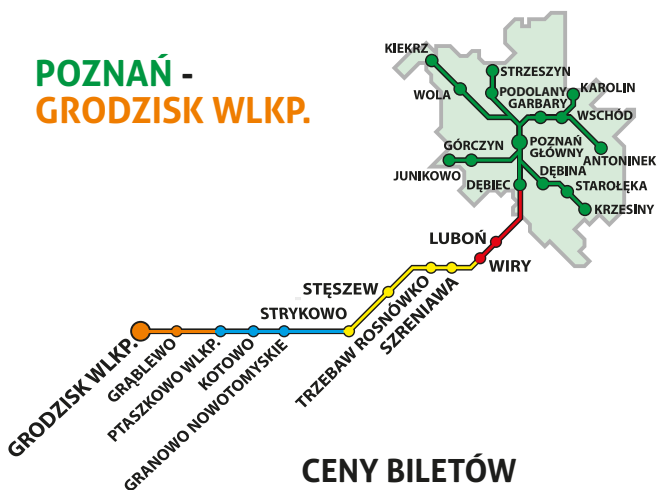 POZNAŃ -
GRODZISK WLKP.
KIEKRZ
STRZESZYN
WOLA
PODOLANY
KAROLIN
GARBARY
WSCHÓD
GÓRCZYN
POZNAŃ
GŁÓWNY
ANTONINEK
JUNIKOWO
DĘBINA
DĘBIEC
STAROŁĘKA
KRZESINY
LUBOŃ
WIRY
STĘSZEW
SZRENIAWA
TRZEBAW ROSNÓWKO
STRYKOWO
GRANOWO NOWOTOMYSKIE
KOTOWO
PTASZKOWO WLKP.
GRĄBLEWO
GRODZISK WLKP.
CENY BILETÓW